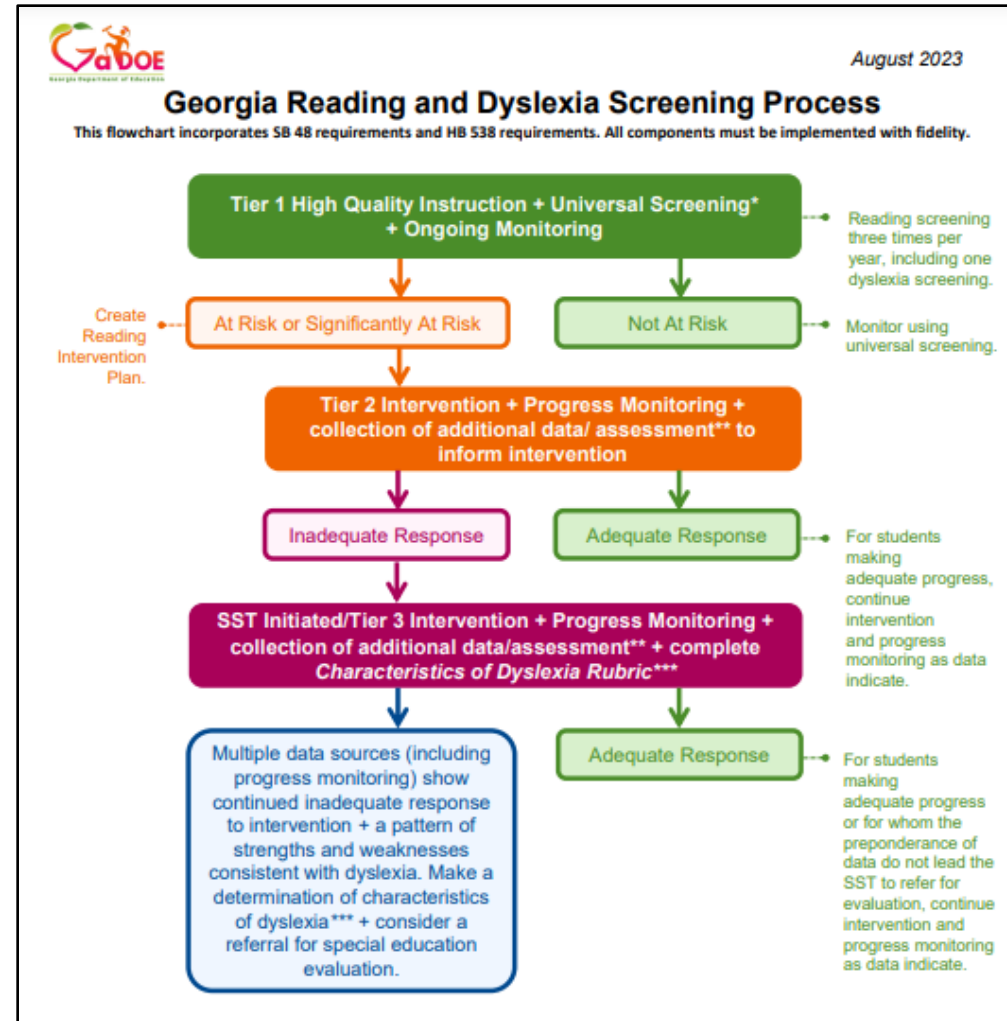 GaDOE
Georgia Department of Education
August 2023
Georgia Reading and Dyslexia Screening Process
This flowchart incorporates SB 48 requirements and HB 538 requirements. All components must be implemented with fidelity.
Tier 1 High Quality Instruction + Universal Screening*
+ Ongoing Monitoring
Reading screening
three times per
year, including one
dyslexia screening.
Create
Reading
Intervention
Plan.
At Risk or Significantly At Risk
Not At Risk
Monitor using
universal screening.
Tier 2 Intervention + Progress Monitoring +
collection of additional data/ assessment** to
inform intervention
Inadequate Response
Adequate Response
For students
making
adequate progress,
continue
intervention
and progress
monitoring as data
indicate.
SST Initiated/Tier 3 Intervention + Progress Monitoring +
collection of additional data/assessment** + complete
Characteristics of Dyslexia Rubric***
Multiple data sources (including
progress monitoring) show
continued inadequate response
to intervention + a pattern of
strengths and weaknesses
consistent with dyslexia. Make a
determination of characteristics
of dyslexia*** + consider a
referral for special education
evaluation.
Adequate Response
For students
making
adequate progress
or for whom the
preponderance of
data do not lead the
SST to refer for
evaluation, continue
intervention and
progress monitoring
as data indicate.